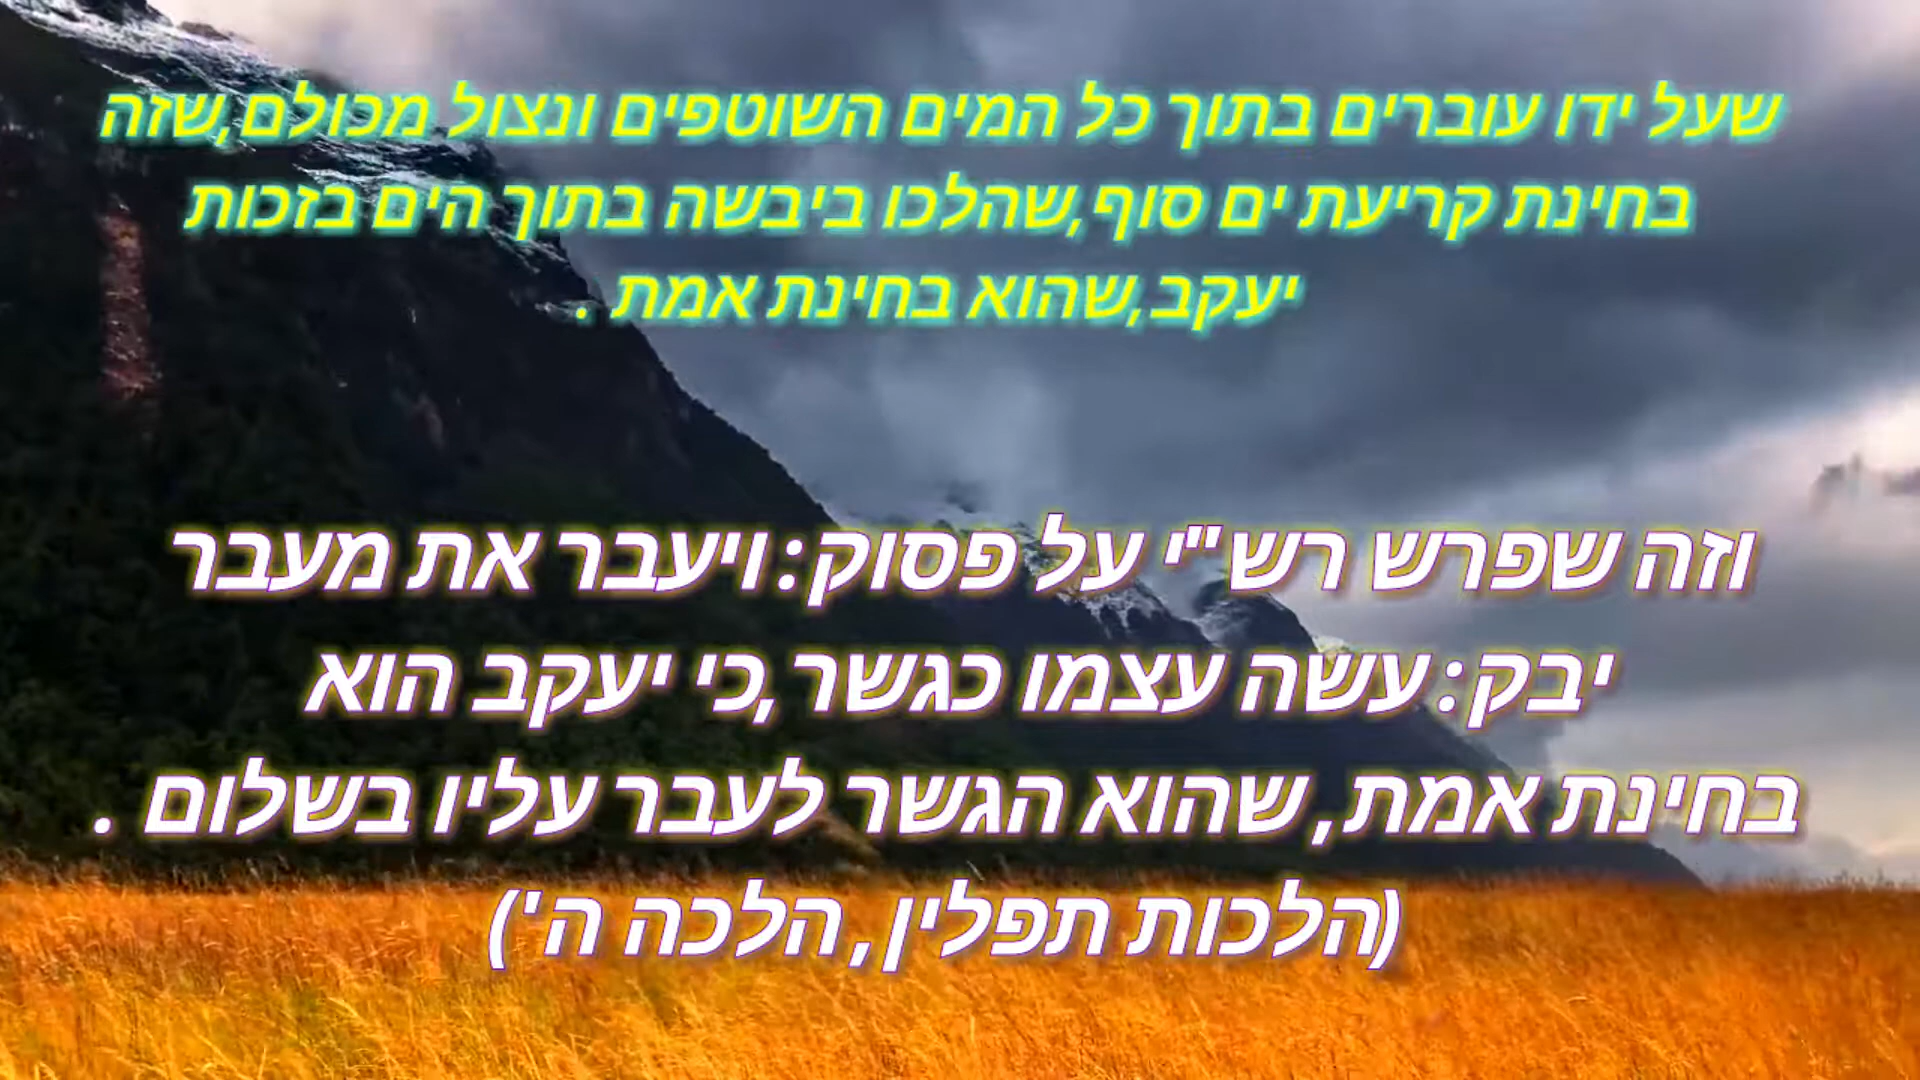 שעל ידו עוברים בתוך כל המים השוטפים ונצול מכולם,שזה
בחינת קריעת ים סוף,שהלכו ביבשה בתוך הים בזכות
יעקב,שהוא בחינת אמת .
וזה שפרש רש"י על פסוק:ויעבר את מעבר
יבק:עשה עצמו כגשר,כי יעקב הוא
בחינת אמת,שהוא הגשר לעבר עליו בשלום .
(הלכות תפלין,הלכה ה')